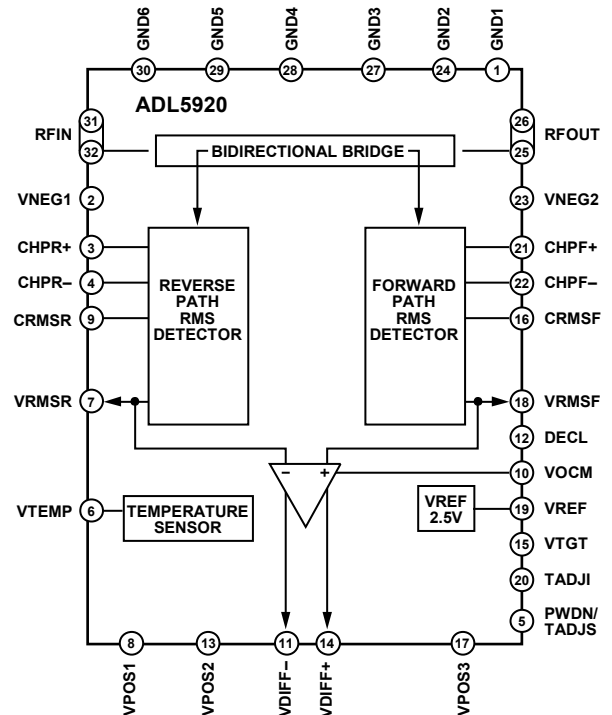 GND6
GND5
GND4
GND3
GND2
GND1
30
29
28
27
24
1
ADL5920
31
26
RFIN
RFOUT
32
25
BIDIRECTIONAL BRIDGE
VNEG1
2
23
VNEG2
CHPR+
3
21
CHPF+
CHPR–
4
22
CHPF–
REVERSE
PATH
RMS
DETECTOR
FORWARD
PATH
RMS
DETECTOR
CRMSR
9
16
CRMSF
VRMSR
7
18
VRMSF
12
DECL
–
+
10
VOCM
VTEMP
6
TEMPERATURE
SENSOR
VREF
2.5V
19
VREF
15
VTGT
20
TADJI
5
PWDN/
TADJS
8
13
11
14
17
VPOS1
VPOS2
VDIFF–
VDIFF+
VPOS3